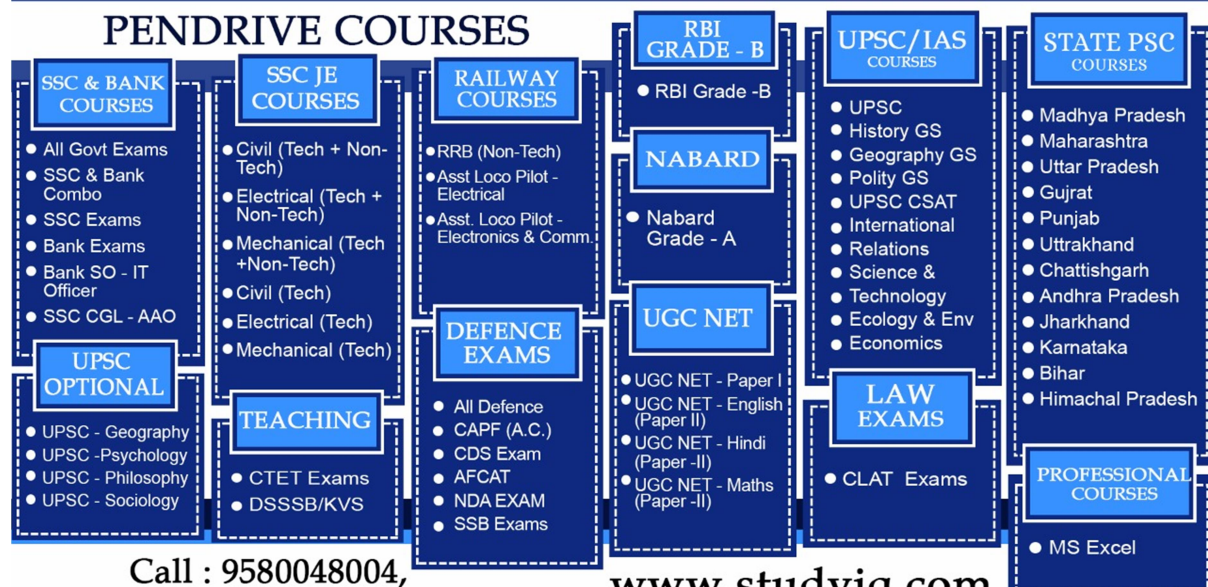 PENDRIVE COURSES
SSC & BANK
COURSES
All Govt Exams
SSC & Bank
Combo
SSC Exams
Bank Exams
Bank SO - IT
Officer
SSC CGL - AAO
UPSC
OPTIONAL
UPSC - Geography
UPSC -Psychology
UPSC - Philosophy
UPSC - Sociology
SSC JE
COURSES
Civil (Tech + Non-
Tech)
Electrical (Tech +
Non-Tech)
Mechanical (Tech
+Non-Tech)
Civil (Tech)
Electrical (Tech)
Mechanical (Tech)
TEACHING
CTET Exams
DSSSB/KVS
RAILWAY
COURSES
RRB (Non-Tech)
Asst Loco Pilot -
Electrical
Asst. Loco Pilot -
Electronics & Comm.
DEFENCE
EXAMS
All Defence
CAPF (A.C.)
CDS Exam
AFCAT
NDA EXAM
SSB Exams
RBI
GRADE - B
RBI Grade -B
NABARD
Nabard
Grade - A
UGC NET
UGC NET - Paper I
UGC NET - English
(Paper II)
UGC NET - Hindi
(Paper -II)
UGC NET - Maths
(Paper -II)
UPSC/IAS
COURSES
UPSC
History GS
Geography GS
Polity GS
UPSC CSAT
International
Relations
Science &
Technology
Ecology & Env
Economics
LAW
EXAMS
CLAT Exams
STATE PSC
COURSES
Madhya Pradesh
Maharashtra
Uttar Pradesh
Gujrat
Punjab
Uttrakhand
Chattishgarh
Andhra Pradesh
Jharkhand
Karnataka
Bihar
Himachal Pradesh
PROFESSIONAL
COURSES
MS Excel
Call : 9580048004,
www.studyiq.com